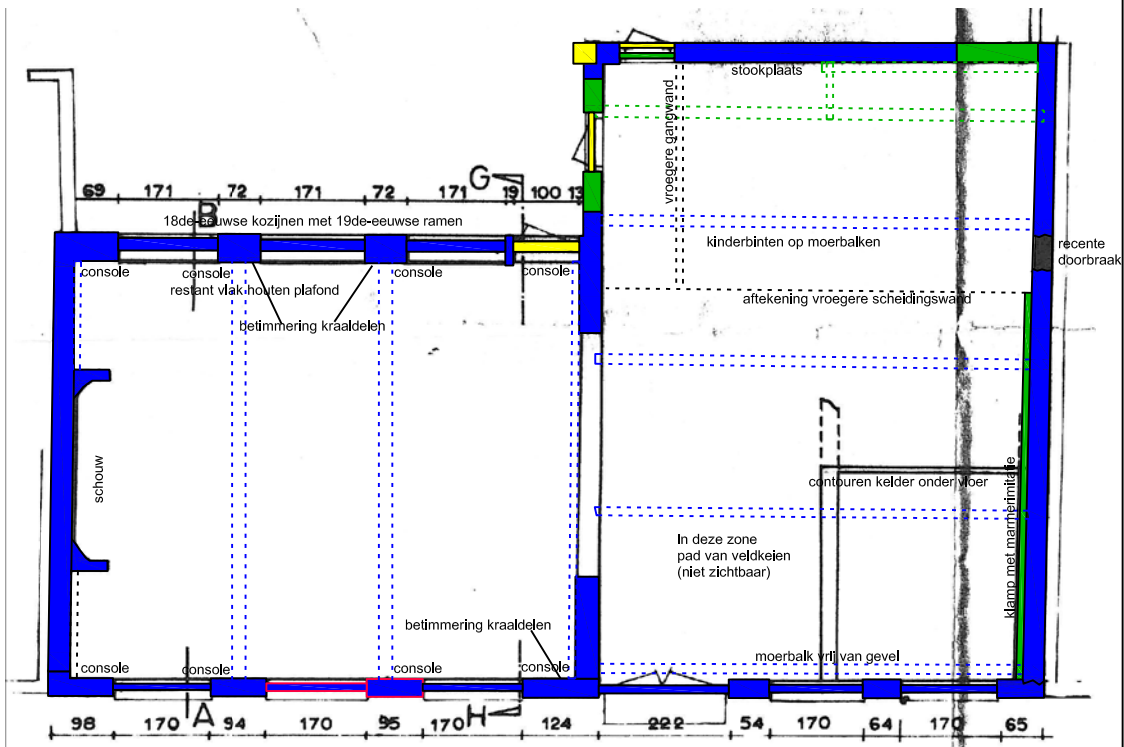 stookplaats
vroegere gangwand
G
69 171 72 171 72 171 19 100 13
B
18de-eeuwse kozijnen met 19de-eeuwse ramen
kinderbinten op moerbalken
recente
doorbraak
console console console console
restant vlak houten plafond
aftekening vroegere scheidingswand
betimmering kraaldelen
schouw
contouren kelder onder vloer
klamp met marmerimitatie
In deze zone
pad van veldkeien
(niet zichtbaar)
betimmering kraaldelen
moerbalk vrij van gevel
console console console console
A
H
98 170 94 170 95 170 124 222 54 170 64 170 65